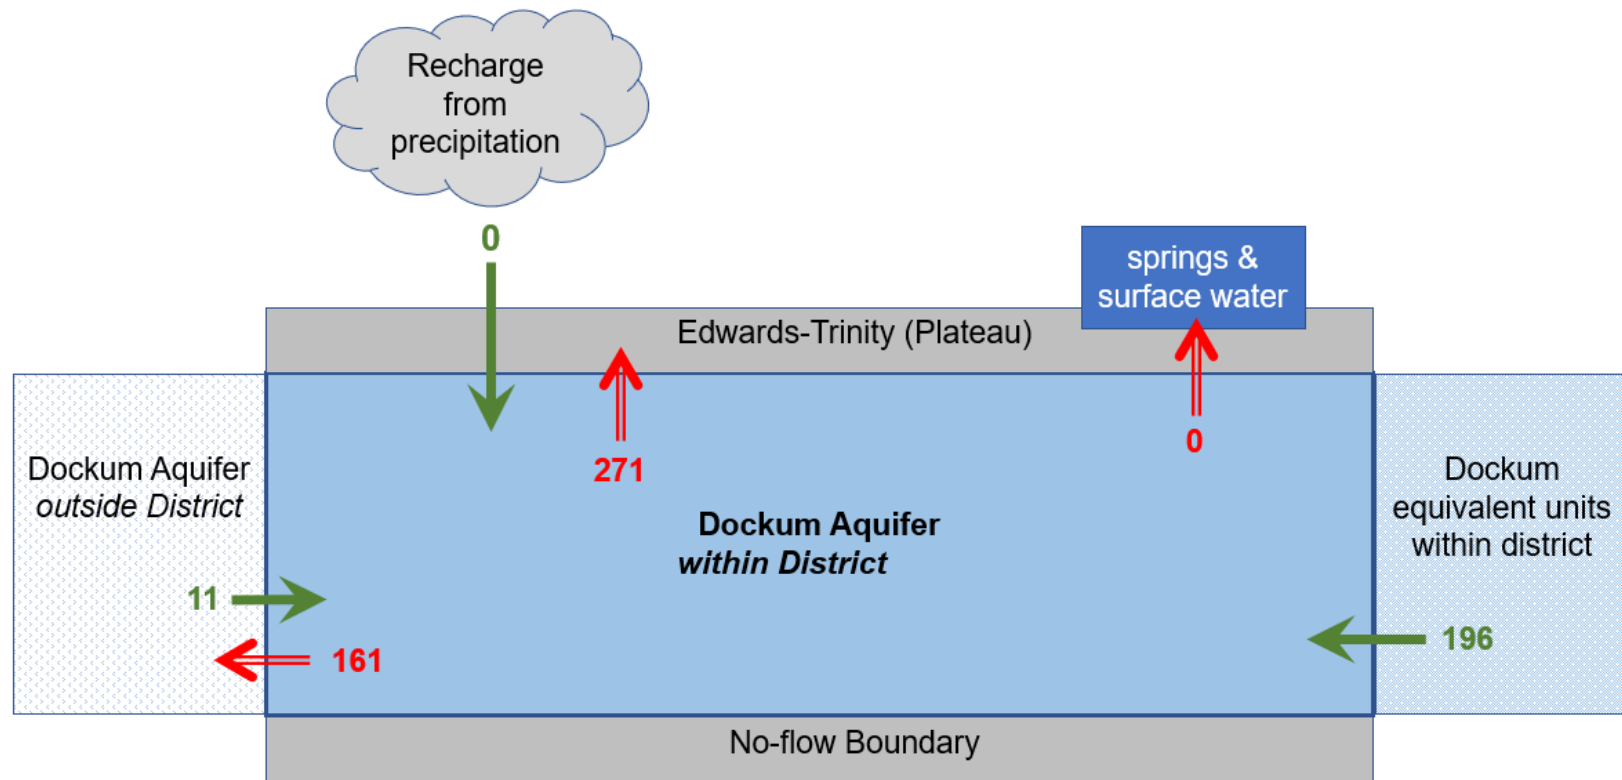 Recharge
from
precipitation
0
springs &
surface water
Edwards-Trinity (Plateau)
271
0
Dockum Aquifer
outside District
Dockum
equivalent units
within district
Dockum Aquifer
within District
11
161
196
No-flow Boundary